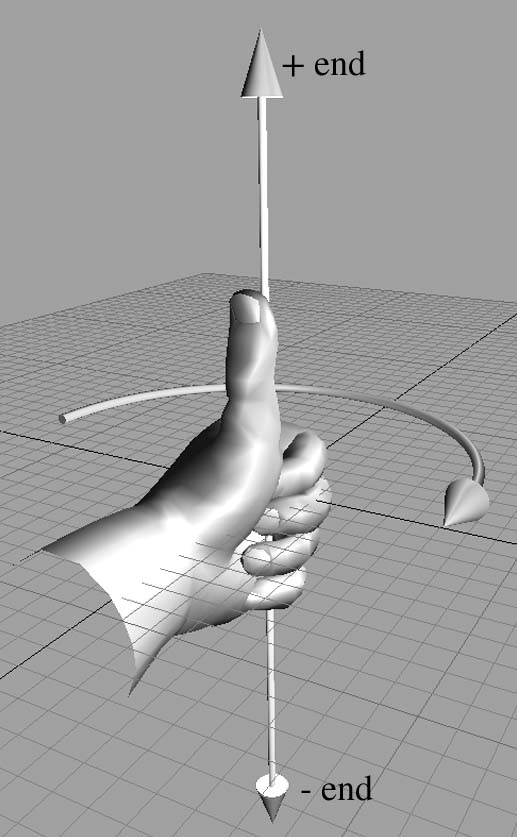 + end
- end